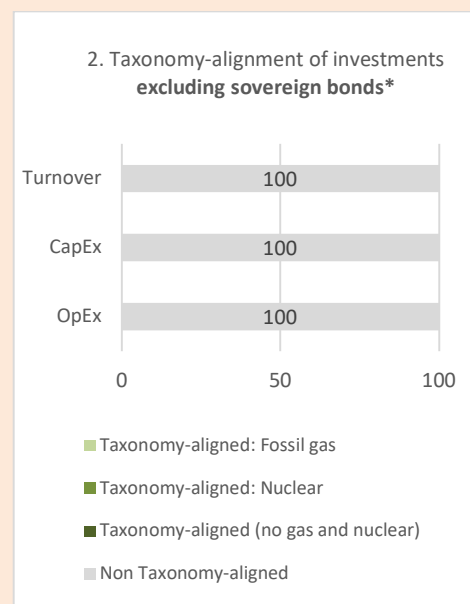 2. Taxonomy-alignment of investments
excluding sovereign bonds*
Turnover
100
CapEx
100
OpEx
100
0
50
100
Taxonomy-aligned: Fossil gas
Taxonomy-aligned: Nuclear
Taxonomy-aligned (no gas and nuclear)
Non Taxonomy-aligned